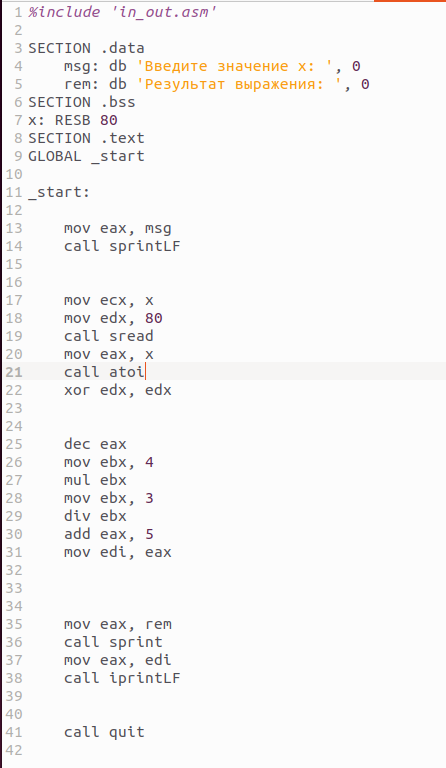 1 %include 'in_out.asm'
2
3 SECTION .data
4     msg: db 'Введите значение x: ', 0
5     rem: db 'Результат выражения: ', 0
6 SECTION .bss
7 x: RESB 80
8 SECTION .text
9 GLOBAL _start
10
11 _start:
12
13     mov eax, msg
14     call sprintLF
15
16
17     mov ecx, x
18     mov edx, 80
19     call sread
20     mov eax, x
21     call atoi
22     xor edx, edx
23
24
25     dec eax
26     mov ebx, 4
27     mul ebx
28     mov ebx, 3
29     div ebx
30     add eax, 5
31     mov edi, eax
32
33
34
35     mov eax, rem
36     call sprint
37     mov eax, edi
38     call iprintLF
39
40
41     call quit
42